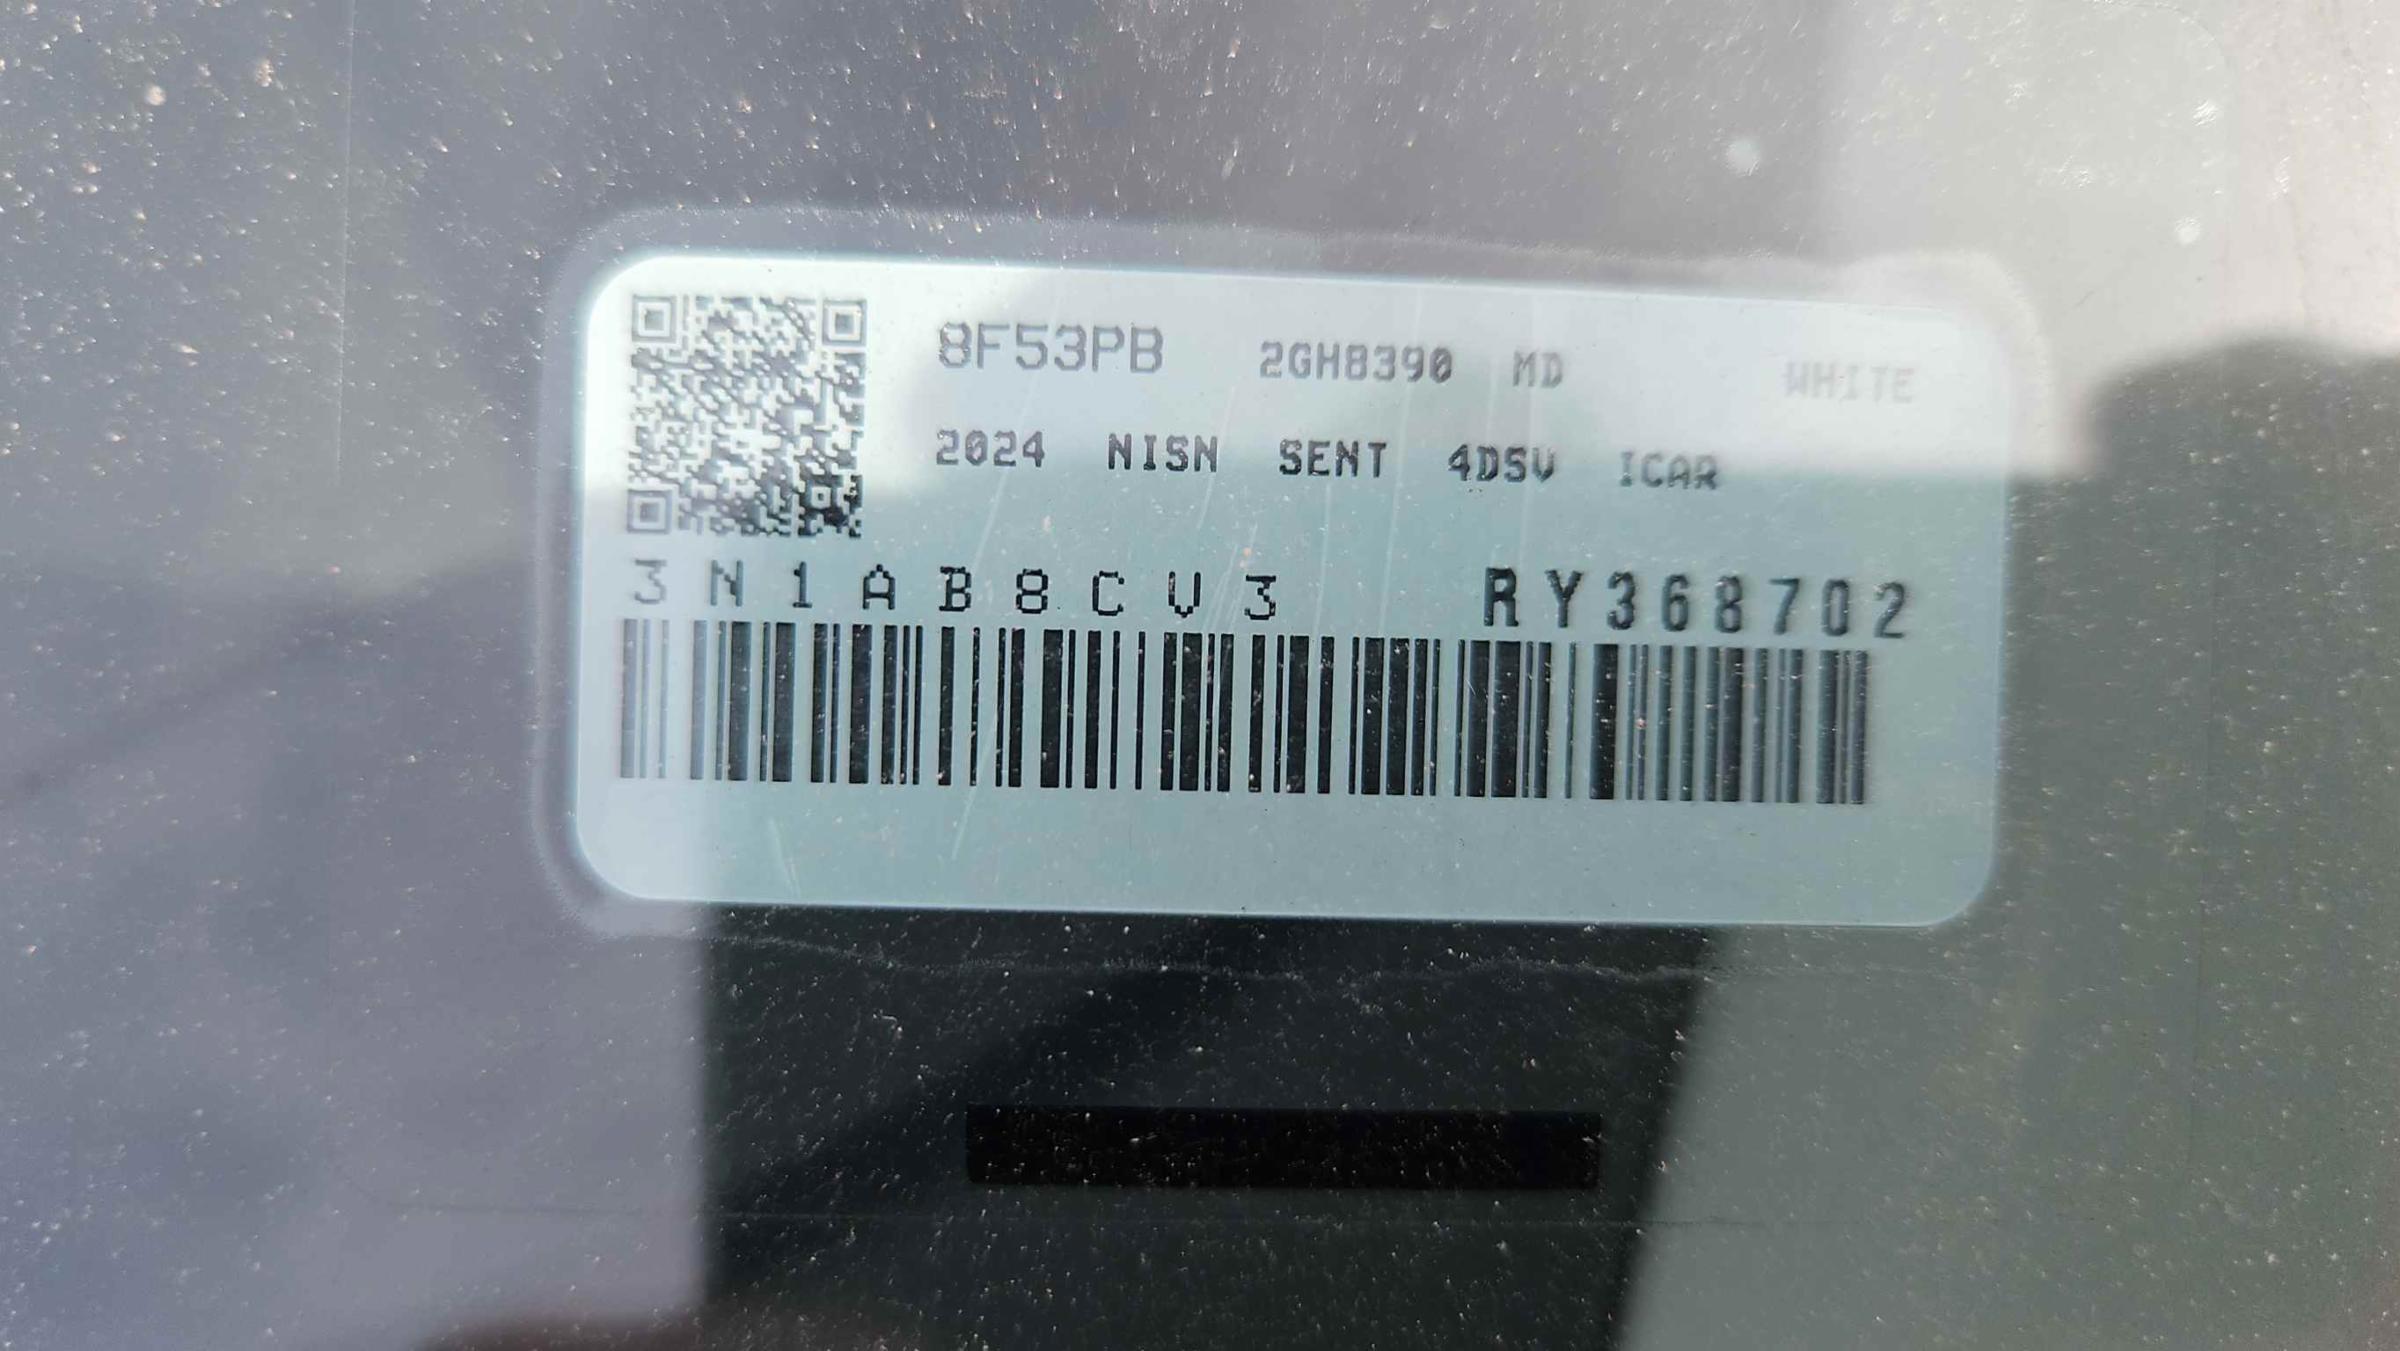 8F53PB 2GH8390 MD WHITE
2024 NISN SENT 4DSV ICAR
3N1AB8CV3 RY368702